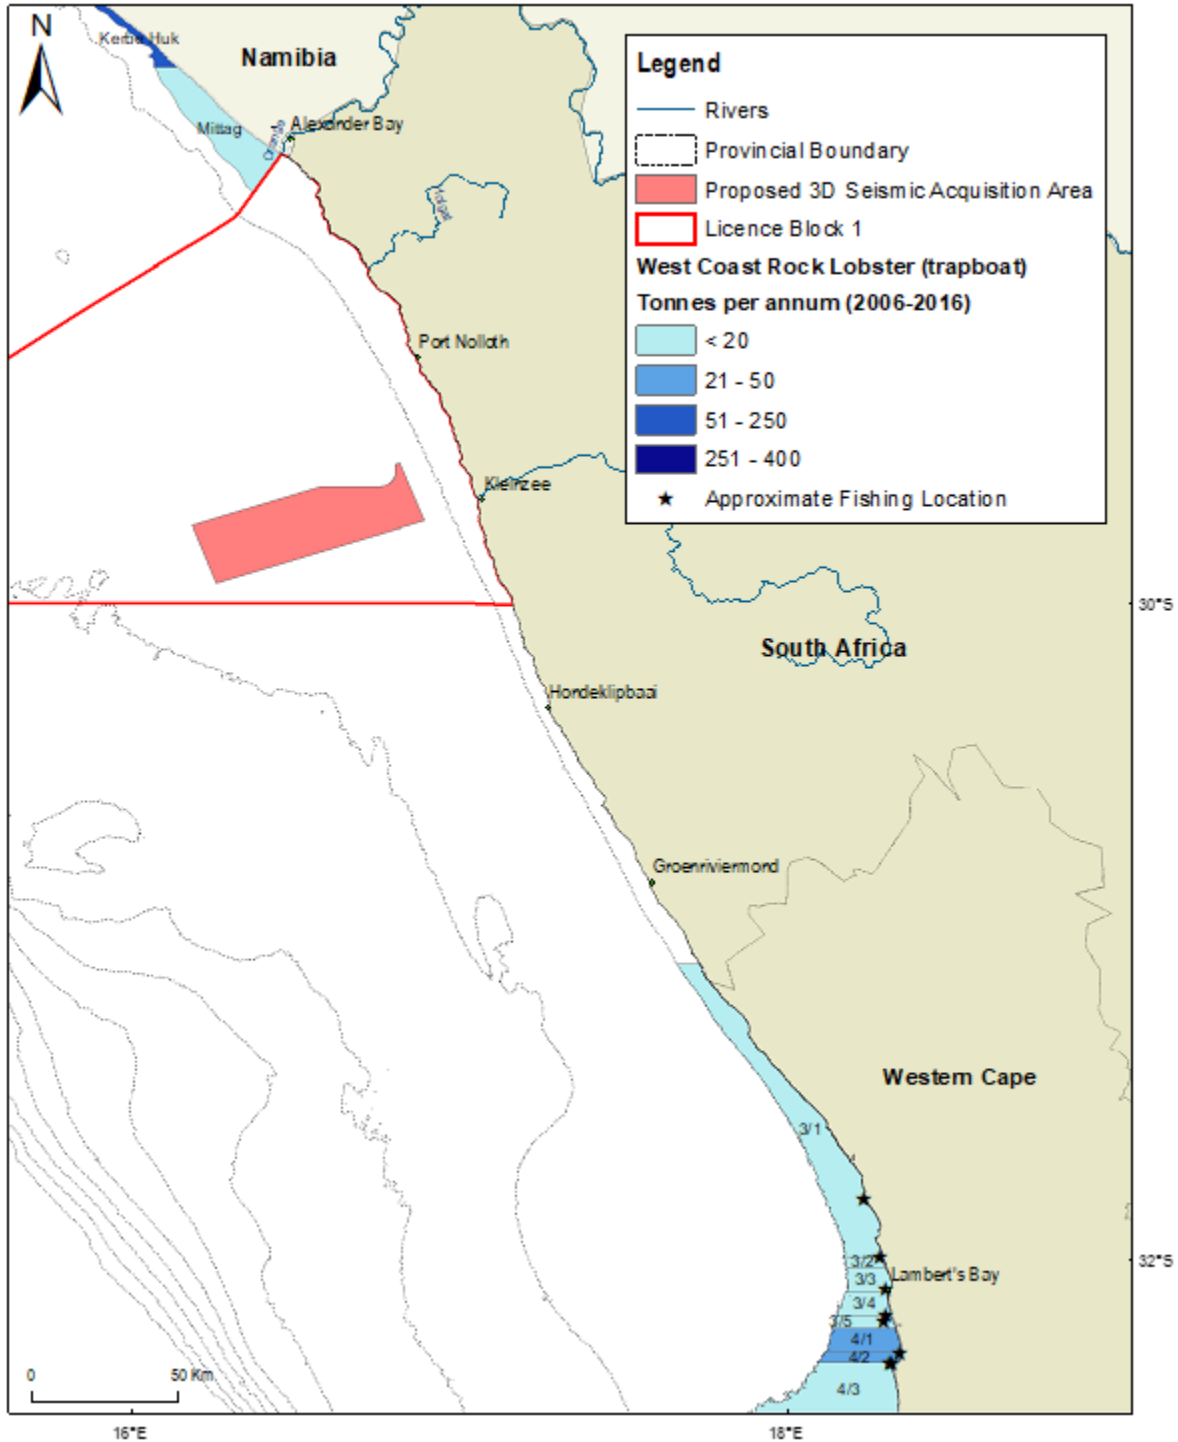 N
Kerbe Huk
Namibia
Mittag
Orange
Alexander Bay
Holgat
Port Nolloth
Kleinzee
Legend
Rivers
Provincial Boundary
Proposed 3D Seismic Acquisition Area
Licence Block 1
West Coast Rock Lobster (trapboat)
Tonnes per annum (2006-2016)
< 20
21 - 50
51 - 250
251 - 400
Approximate Fishing Location
30°S
South Africa
Hondeklipbaai
Groenriviermond
Western Cape
3/1
3/2
32°S
3/3
Lambert's Bay
3/4
3/5
4/1
4/2
4/3
0 50 Km
16°E
18°E